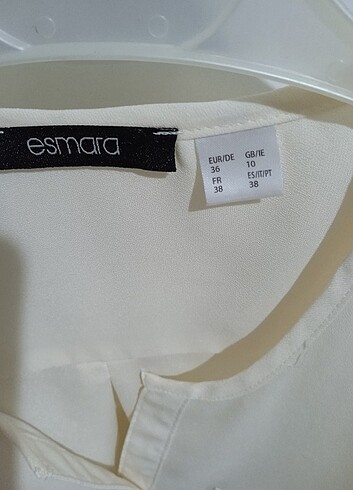 esmara
EUR/DE GB/IE
36 10
FR ES/IT/PT
38 38